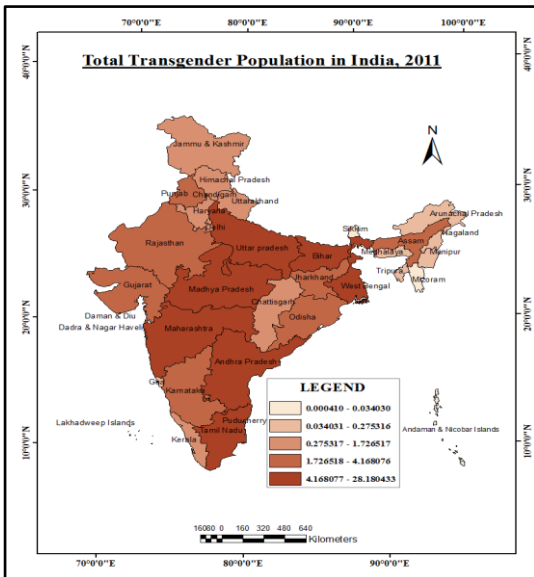 70°0'0"E 80°0'0"E 90°0'0"E 100°0'0"E
Total Transgender Population in India, 2011
40°0'0"N 40°0'0"N
N
Jammu & Kashmir
Himachal Pradesh
Punjab Chandigarh
Uttarakhand
30°0'0"N 30°0'0"N
Haryana
Delhi
Arunachal Pradesh
Sikkim
Nagaland
Rajasthan Uttar pradesh Assam
Bihar Meghalaya Manipur
Jharkhand Tripura
Mizoram
Gujarat Madhya Pradesh West Bengal
Chattisgarh
20°0'0"N 20°0'0"N
Daman & Diu Odisha
Dadra & Nagar Haveli Maharashtra
Andhra Pradesh
Goa
Karnataka
LEGEND
0.000410 - 0.034030
0.034031 - 0.275316
0.275317 - 1.726517
1.726518 - 4.168076
4.168077 - 28.180433
Puducherry
Lakhadweep Islands Tamil Nadu
Andaman & Nicobar Islands
Kerala
10°0'0"N 10°0'0"N
16080 0 160 320 480 640
Kilometers
70°0'0"E 80°0'0"E 90°0'0"E